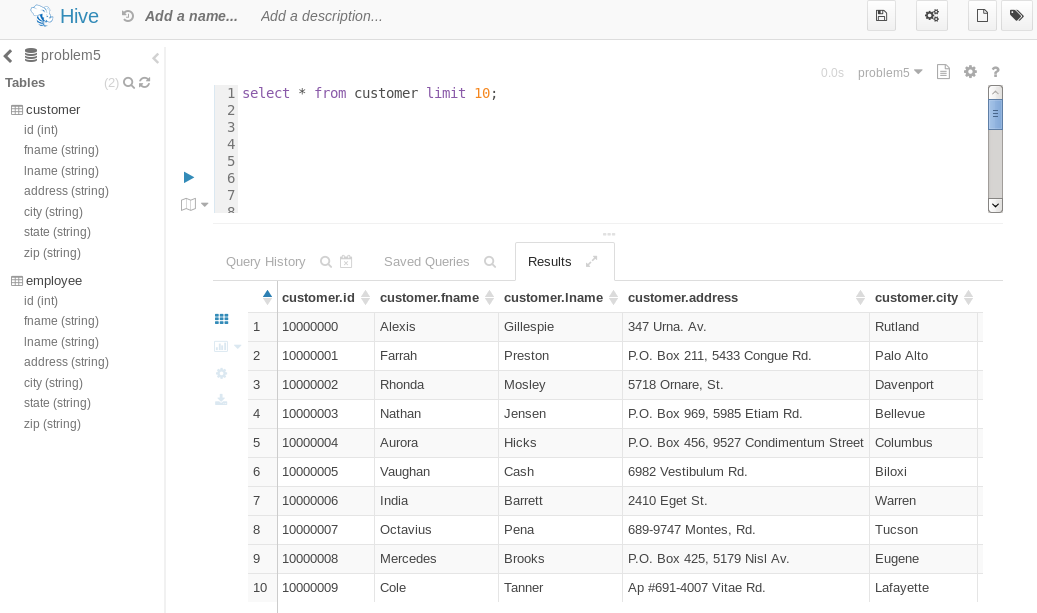 Hive Add a name... Add a description...
problem5
Tables (2)
customer
id (int)
fname (string)
lname (string)
address (string)
city (string)
state (string)
zip (string)
employee
id (int)
fname (string)
lname (string)
address (string)
city (string)
state (string)
zip (string)
0.0s problem5 ?
1 select * from customer limit 10;
2
3
4
5
6
7
8
Query History Saved Queries Results
customer.id customer.fname customer.lname customer.address customer.city
1 10000000 Alexis Gillespie 347 Urna. Av. Rutland
2 10000001 Farrah Preston P.O. Box 211, 5433 Congue Rd. Palo Alto
3 10000002 Rhonda Mosley 5718 Ornare, St. Davenport
4 10000003 Nathan Jensen P.O. Box 969, 5985 Etiam Rd. Bellevue
5 10000004 Aurora Hicks P.O. Box 456, 9527 Condimentum Street Columbus
6 10000005 Vaughan Cash 6982 Vestibulum Rd. Biloxi
7 10000006 India Barrett 2410 Eget St. Warren
8 10000007 Octavius Pena 689-9747 Montes, Rd. Tucson
9 10000008 Mercedes Brooks P.O. Box 425, 5179 Nisl Av. Eugene
10 10000009 Cole Tanner Ap #691-4007 Vitae Rd. Lafayette